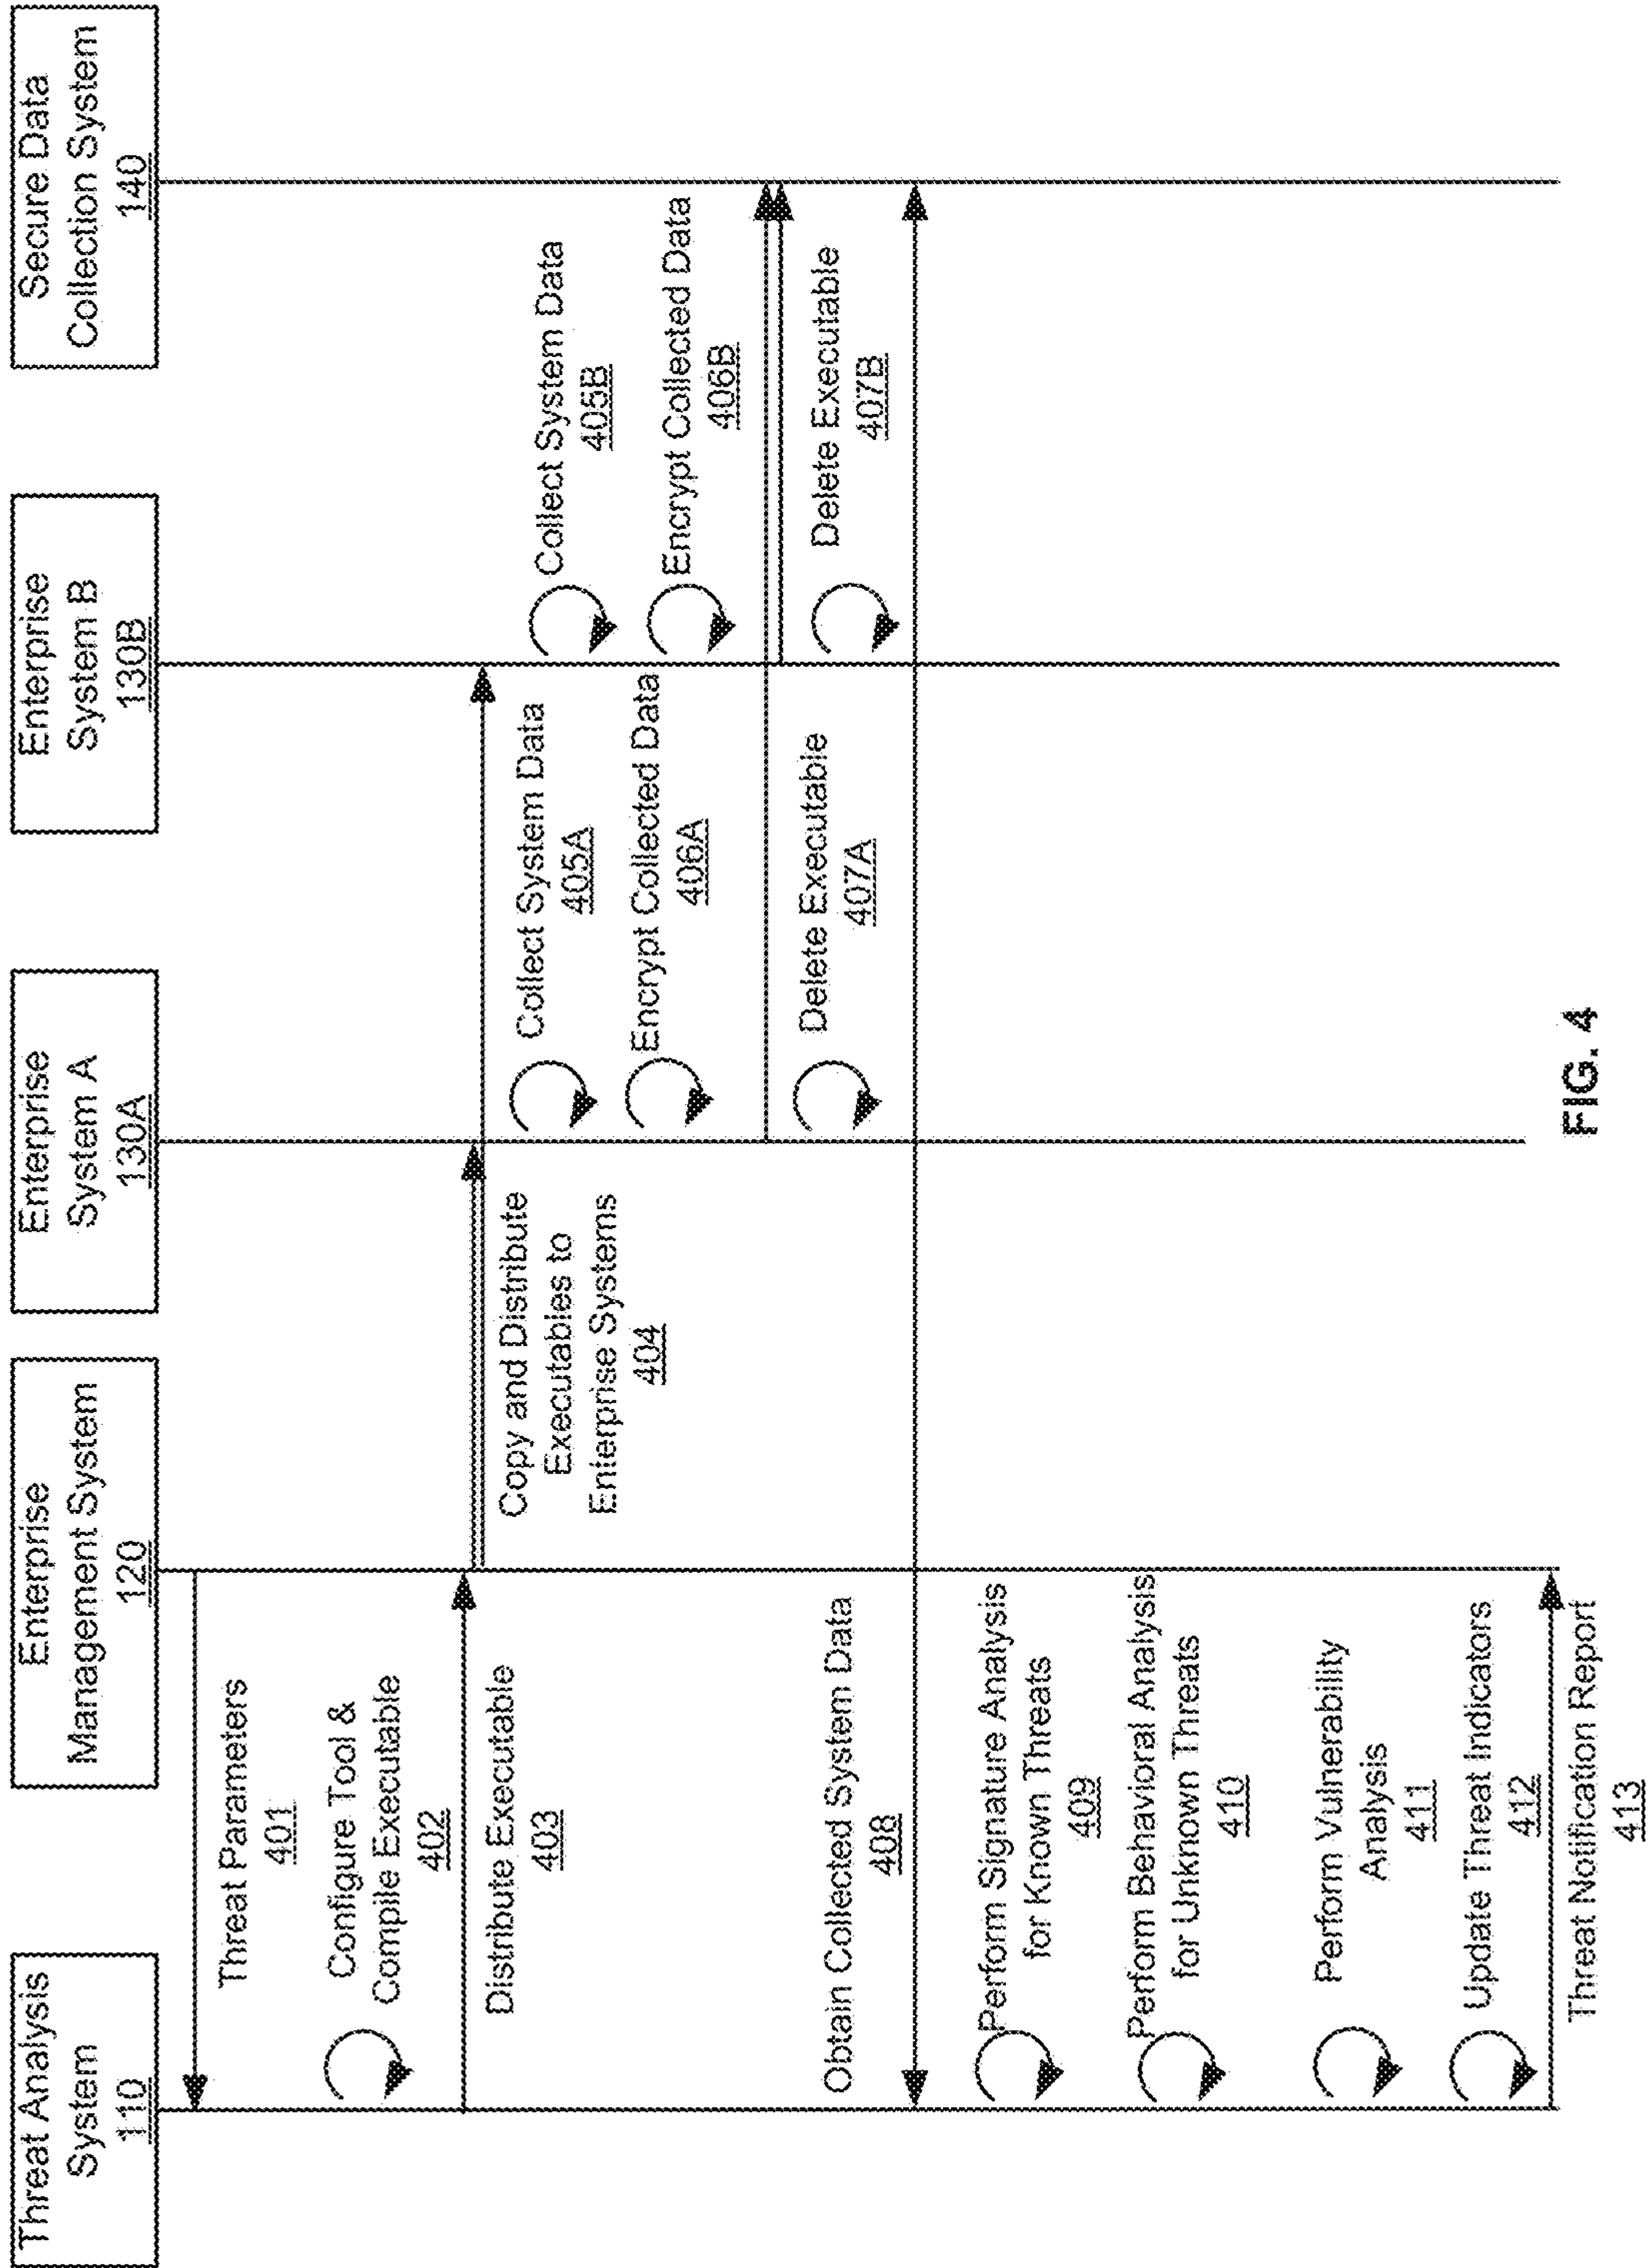 Threat Analysis
System
110
Enterprise
Management System
120
Enterprise
System A
130A
Enterprise
System B
130B
Secure Data
Collection System
140
Threat Parameters
401
Configure Tool &
Compile Executable
402
Distribute Executable
403
Copy and Distribute
Executables to
Enterprise Systems
404
Collect System Data
405A
Collect System Data
405B
Encrypt Collected Data
406A
Encrypt Collected Data
406B
Delete Executable
407A
Delete Executable
407B
Obtain Collected System Data
408
Perform Signature Analysis
for Known Threats
409
Perform Behavioral Analysis
for Unknown Threats
410
Perform Vulnerability
Analysis
411
Update Threat Indicators
412
Threat Notification Report
413
FIG. 4